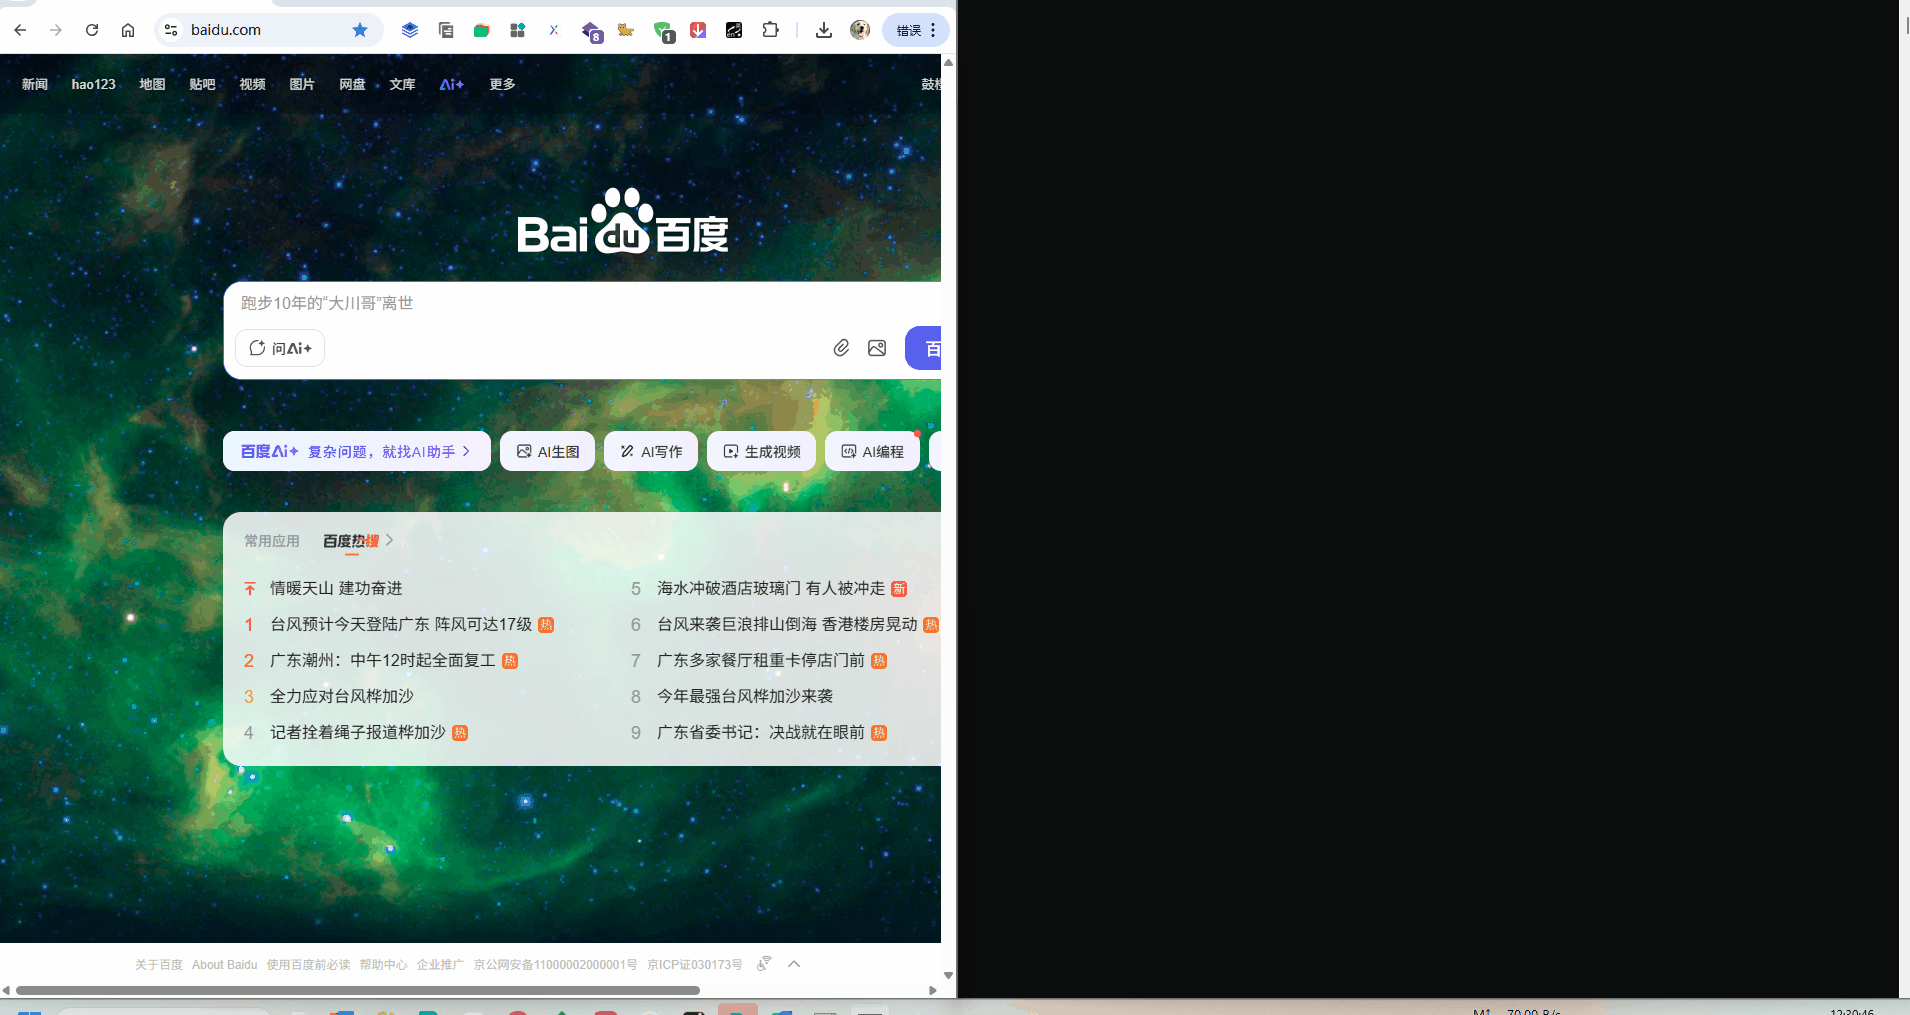 baidu.com
8
1
错误
新闻 hao123 地图 贴吧 视频 图片 网盘 文库 Ai+ 更多
Bai du 百度
跑步10年的“大川哥”离世
问Ai+
百度Ai+ 复杂问题，就找AI助手
AI生图
AI写作
生成视频
AI编程
常用应用 百度热搜
情暖天山 建功奋进
1 台风预计今天登陆广东 阵风可达17级 热
2 广东潮州：中午12时起全面复工 热
3 全力应对台风桦加沙
4 记者拴着绳子报道桦加沙 热
5 海水冲破酒店玻璃门 有人被冲走 新
6 台风来袭巨浪排山倒海 香港楼房晃动 热
7 广东多家餐厅租重卡停店门前 热
8 今年最强台风桦加沙来袭
9 广东省委书记：决战就在眼前 热
关于百度 About Baidu 使用百度前必读 帮助中心 企业推广 京公网安备11000002000001号 京ICP证030173号